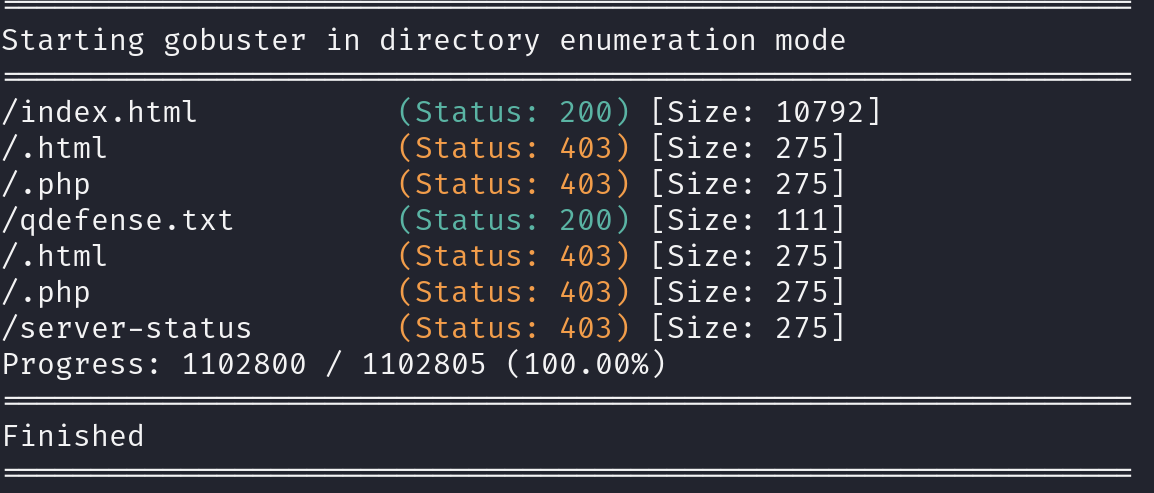 Starting gobuster in directory enumeration mode
/index.html (Status: 200) [Size: 10792]
/.html (Status: 403) [Size: 275]
/.php (Status: 403) [Size: 275]
/qdefense.txt (Status: 200) [Size: 111]
/.html (Status: 403) [Size: 275]
/.php (Status: 403) [Size: 275]
/server-status (Status: 403) [Size: 275]
Progress: 1102800 / 1102805 (100.00%)
Finished